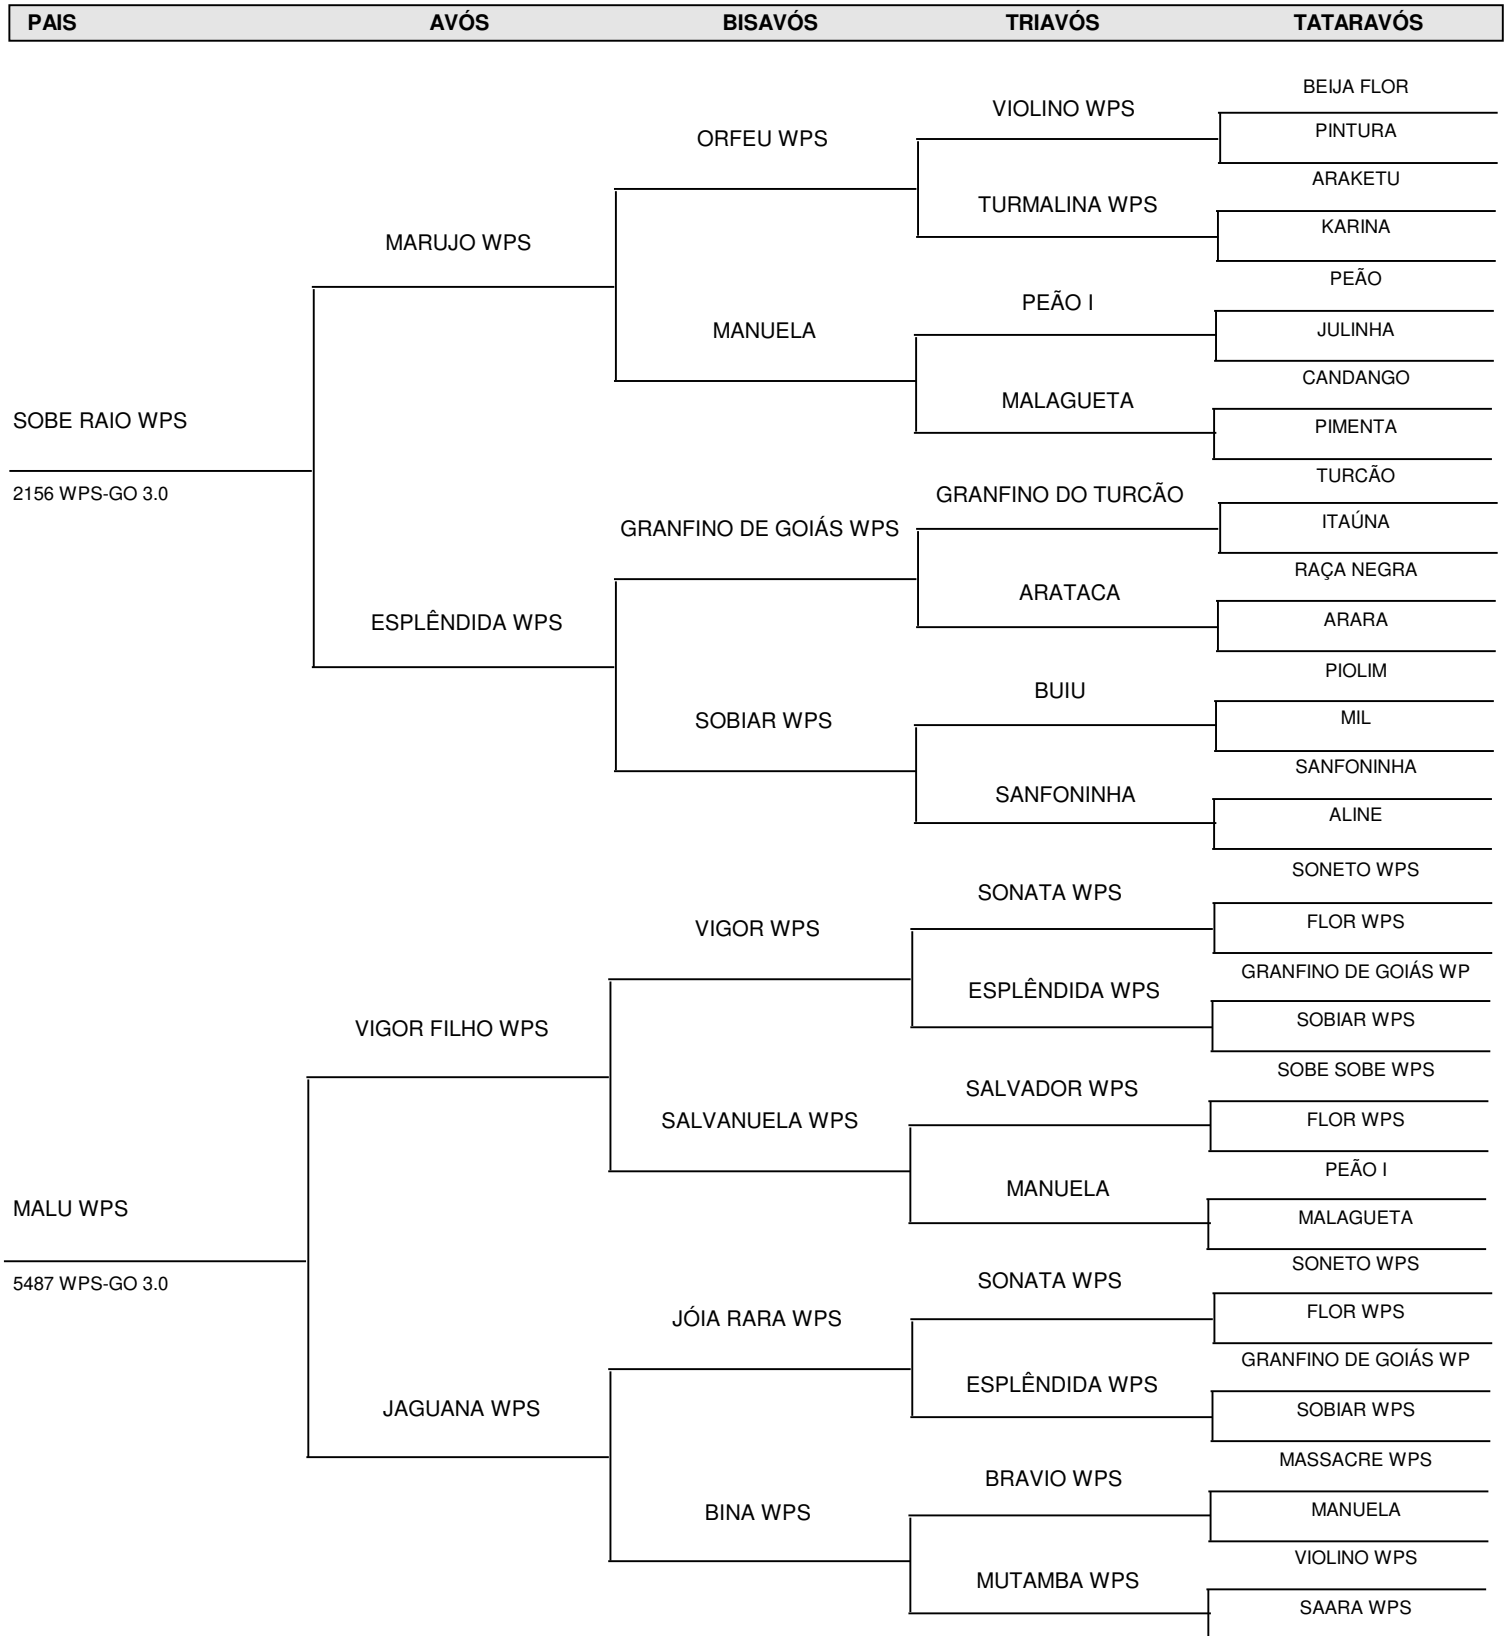 PAIS AVÓS BISAVÓS TRIAVÓS TATARAVÓS
BEIJA FLOR
VIOLINO WPS
PINTURA
ORFEU WPS
ARAKETU
TURMALINA WPS
KARINA
MARUJO WPS
PEÃO
PEÃO I
JULINHA
MANUELA
CANDANGO
MALAGUETA
PIMENTA
SOBE RAIO WPS
TURCÃO
2156 WPS-GO 3.0
GRANFINO DO TURCÃO
ITAÚNA
GRANFINO DE GOIÁS WPS
RAÇA NEGRA
ARATACA
ARARA
ESPLÊNDIDA WPS
PIOLIM
BUIU
MIL
SOBIAR WPS
SANFONINHA
SANFONINHA
ALINE
SONETO WPS
SONATA WPS
FLOR WPS
VIGOR WPS
GRANFINO DE GOIÁS WP
ESPLÊNDIDA WPS
SOBIAR WPS
VIGOR FILHO WPS
SOBE SOBE WPS
SALVADOR WPS
FLOR WPS
SALVANUELA WPS
PEÃO I
MANUELA
MALAGUETA
MALU WPS
SONETO WPS
5487 WPS-GO 3.0
SONATA WPS
FLOR WPS
JÓIA RARA WPS
GRANFINO DE GOIÁS WP
ESPLÊNDIDA WPS
SOBIAR WPS
JAGUANA WPS
MASSACRE WPS
BRAVIO WPS
MANUELA
BINA WPS
VIOLINO WPS
MUTAMBA WPS
SAARA WPS